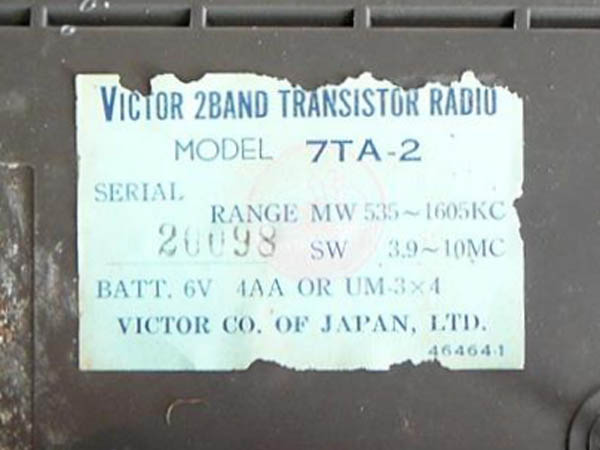 VICTOR 2BAND TRANSISTOR RADIO
MODEL 7TA-2
SERIAL
RANGE MW 535~1605KC
20098 SW 3.9~10MC
BATT. 6V 4AA OR UM-3×4
VICTOR CO. OF JAPAN, LTD.
464641